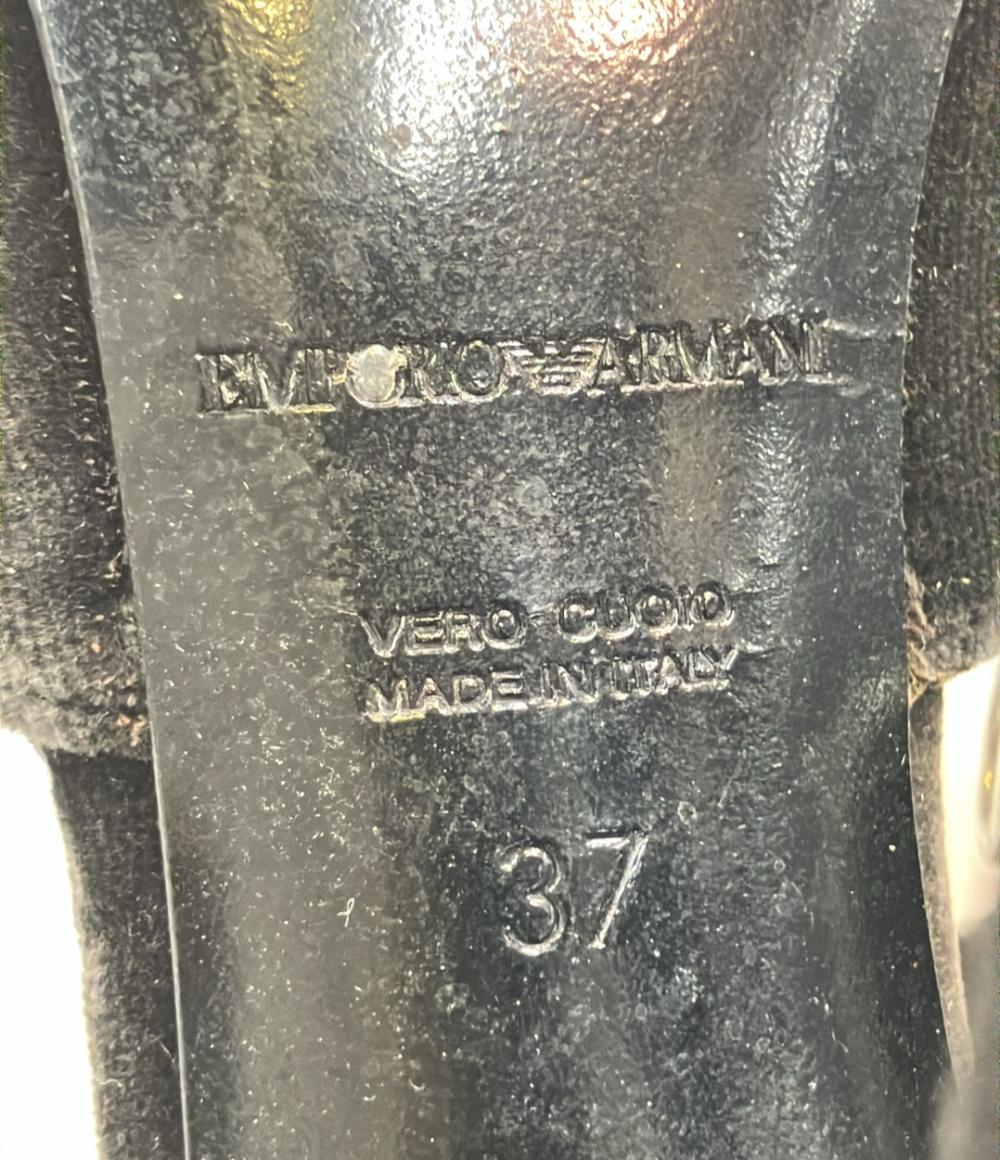 EMPORIO ARMANI
VERO CUOIO
MADE IN ITALY
37